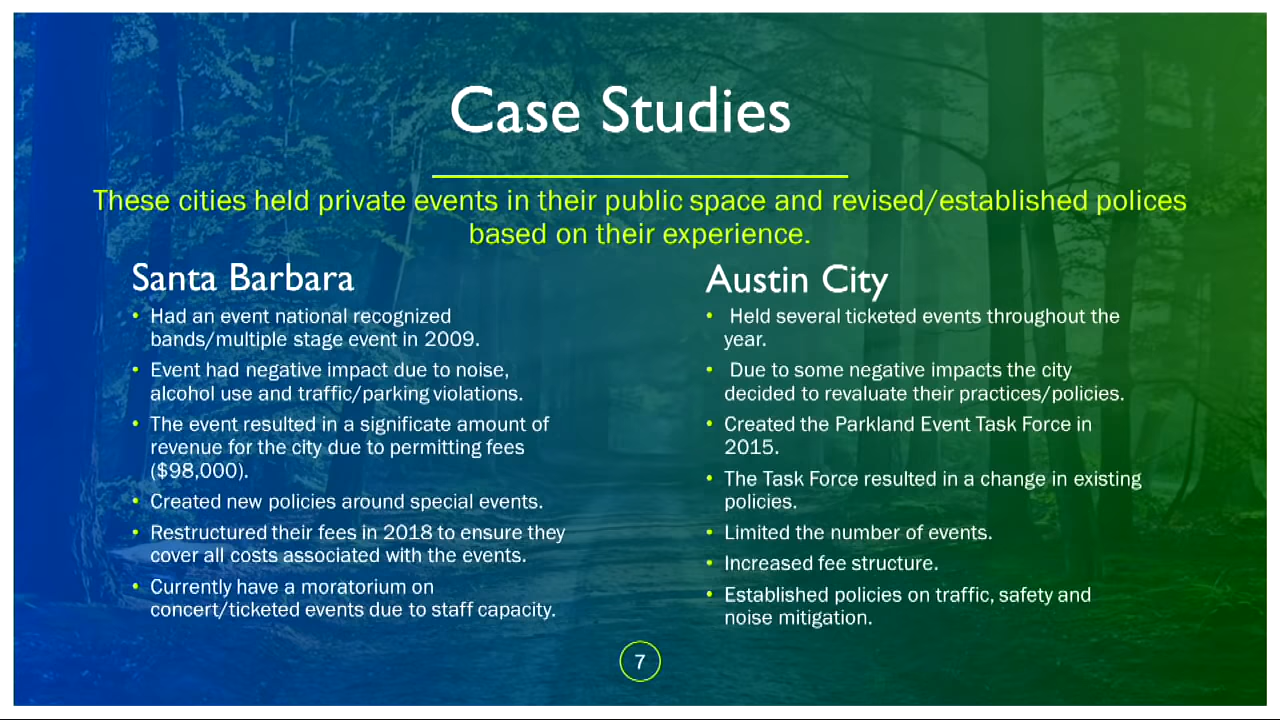 Case Studies
These cities held private events in their public space and revised/established polices
based on their experience.
Santa Barbara
• Had an event national recognized
bands/multiple stage event in 2009.
• Event had negative impact due to noise,
alcohol use and traffic/parking violations.
• The event resulted in a significate amount of
revenue for the city due to permitting fees
($98,000).
• Created new policies around special events.
• Restructured their fees in 2018 to ensure they
cover all costs associated with the events.
• Currently have a moratorium on
concert/ticketed events due to staff capacity.
Austin City
• Held several ticketed events throughout the
year.
• Due to some negative impacts the city
decided to revaluate their practices/policies.
• Created the Parkland Event Task Force in
2015.
• The Task Force resulted in a change in existing
policies.
• Limited the number of events.
• Increased fee structure.
• Established policies on traffic, safety and
noise mitigation.
7